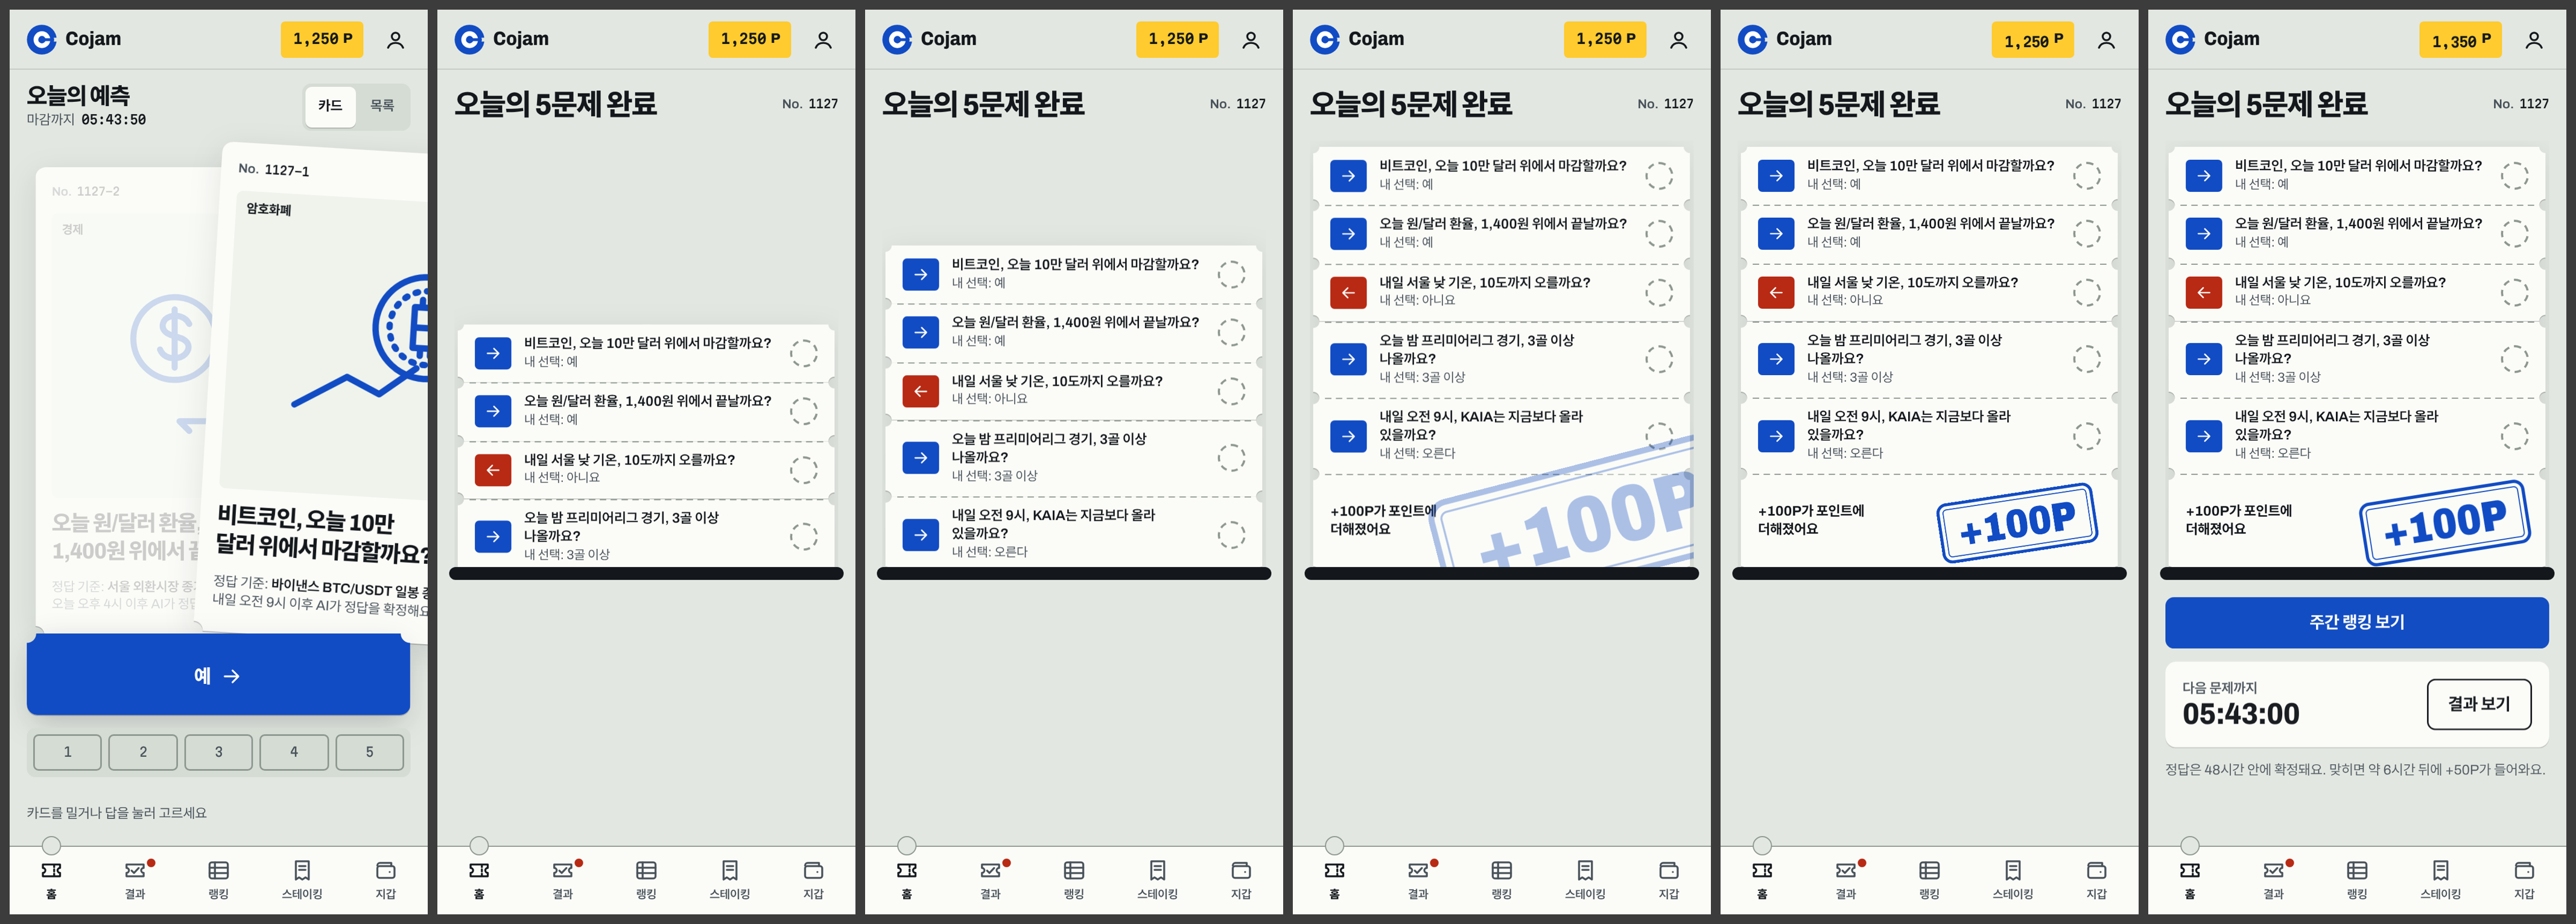 Cojam
1,250 P
오늘의 예측
마감까지 05:43:50
카드
목록
No. 1127-2
경제
오늘 원/달러 환율,
1,400원 위에서
정답 기준: 서울 외환시장
오늘 오후 4시 이후 AI가
No. 1127-1
암호화폐
비트코인, 오늘 10만
달러 위에서 마감할까요?
정답 기준: 바이낸스 BTC/USDT 일봉
내일 오전 9시 이후 AI가 정답을 확정해요
예 →
1
2
3
4
5
카드를 밀거나 답을 눌러 고르세요
홈
결과
랭킹
스테이킹
지갑
Cojam
1,250 P
오늘의 5문제 완료
No. 1127
비트코인, 오늘 10만 달러 위에서 마감할까요?
내 선택: 예
오늘 원/달러 환율, 1,400원 위에서 끝날까요?
내 선택: 예
내일 서울 낮 기온, 10도까지 오를까요?
내 선택: 아니요
오늘 밤 프리미어리그 경기, 3골 이상
나올까요?
내 선택: 3골 이상
홈
결과
랭킹
스테이킹
지갑
Cojam
1,250 P
오늘의 5문제 완료
No. 1127
비트코인, 오늘 10만 달러 위에서 마감할까요?
내 선택: 예
오늘 원/달러 환율, 1,400원 위에서 끝날까요?
내 선택: 예
내일 서울 낮 기온, 10도까지 오를까요?
내 선택: 아니요
오늘 밤 프리미어리그 경기, 3골 이상
나올까요?
내 선택: 3골 이상
내일 오전 9시, KAIA는 지금보다 올라
있을까요?
내 선택: 오른다
홈
결과
랭킹
스테이킹
지갑
Cojam
1,250 P
오늘의 5문제 완료
No. 1127
비트코인, 오늘 10만 달러 위에서 마감할까요?
내 선택: 예
오늘 원/달러 환율, 1,400원 위에서 끝날까요?
내 선택: 예
내일 서울 낮 기온, 10도까지 오를까요?
내 선택: 아니요
오늘 밤 프리미어리그 경기, 3골 이상
나올까요?
내 선택: 3골 이상
내일 오전 9시, KAIA는 지금보다 올라
있을까요?
내 선택: 오른다
+100P가 포인트에
더해졌어요
+100P
홈
결과
랭킹
스테이킹
지갑
Cojam
1,250 P
오늘의 5문제 완료
No. 1127
비트코인, 오늘 10만 달러 위에서 마감할까요?
내 선택: 예
오늘 원/달러 환율, 1,400원 위에서 끝날까요?
내 선택: 예
내일 서울 낮 기온, 10도까지 오를까요?
내 선택: 아니요
오늘 밤 프리미어리그 경기, 3골 이상
나올까요?
내 선택: 3골 이상
내일 오전 9시, KAIA는 지금보다 올라
있을까요?
내 선택: 오른다
+100P가 포인트에
더해졌어요
+100P
홈
결과
랭킹
스테이킹
지갑
Cojam
1,350 P
오늘의 5문제 완료
No. 1127
비트코인, 오늘 10만 달러 위에서 마감할까요?
내 선택: 예
오늘 원/달러 환율, 1,400원 위에서 끝날까요?
내 선택: 예
내일 서울 낮 기온, 10도까지 오를까요?
내 선택: 아니요
오늘 밤 프리미어리그 경기, 3골 이상
나올까요?
내 선택: 3골 이상
내일 오전 9시, KAIA는 지금보다 올라
있을까요?
내 선택: 오른다
+100P가 포인트에
더해졌어요
+100P
주간 랭킹 보기
다음 문제까지
05:43:00
결과 보기
정답은 48시간 안에 확정돼요. 맞히면 약 6시간 뒤에 +50P가 들어와요.
홈
결과
랭킹
스테이킹
지갑